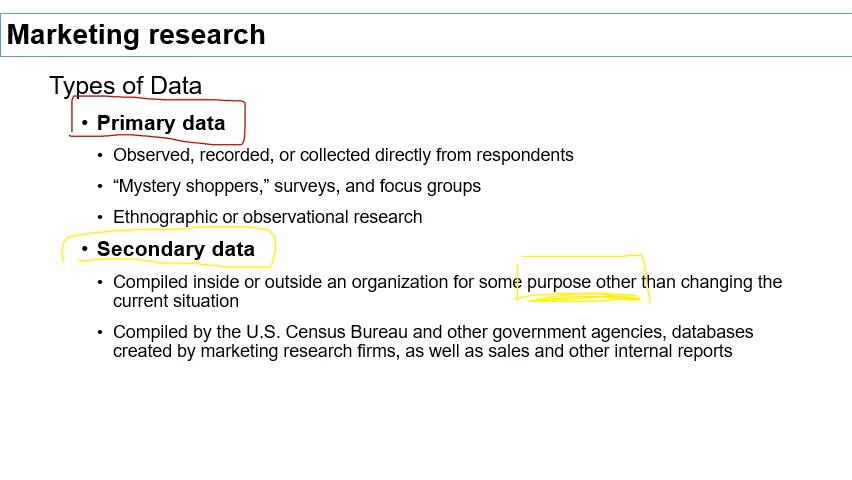 Marketing research
Types of Data
• Primary data
• Observed, recorded, or collected directly from respondents
• “Mystery shoppers,” surveys, and focus groups
• Ethnographic or observational research
• Secondary data
• Compiled inside or outside an organization for some purpose other than changing the
current situation
• Compiled by the U.S. Census Bureau and other government agencies, databases
created by marketing research firms, as well as sales and other internal reports